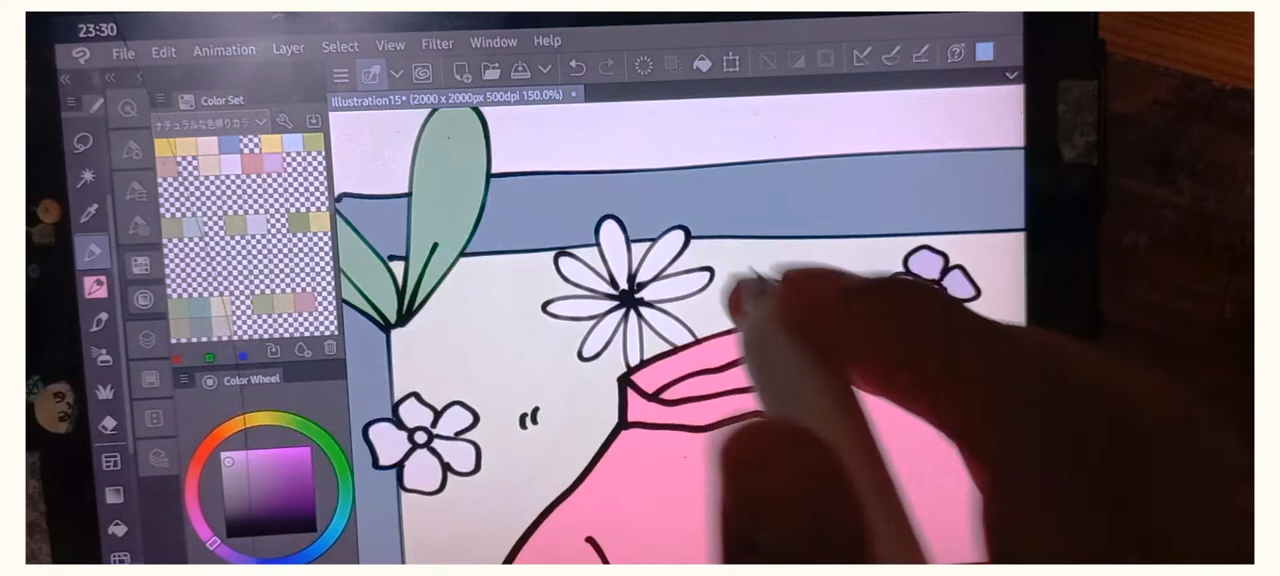 23:30
File Edit Animation Layer Select View Filter Window Help
Color Set
Illustration15* (2000 x 2000px 500dpi 150.0%)
ナチュラルな色縛りカラ
Color Wheel